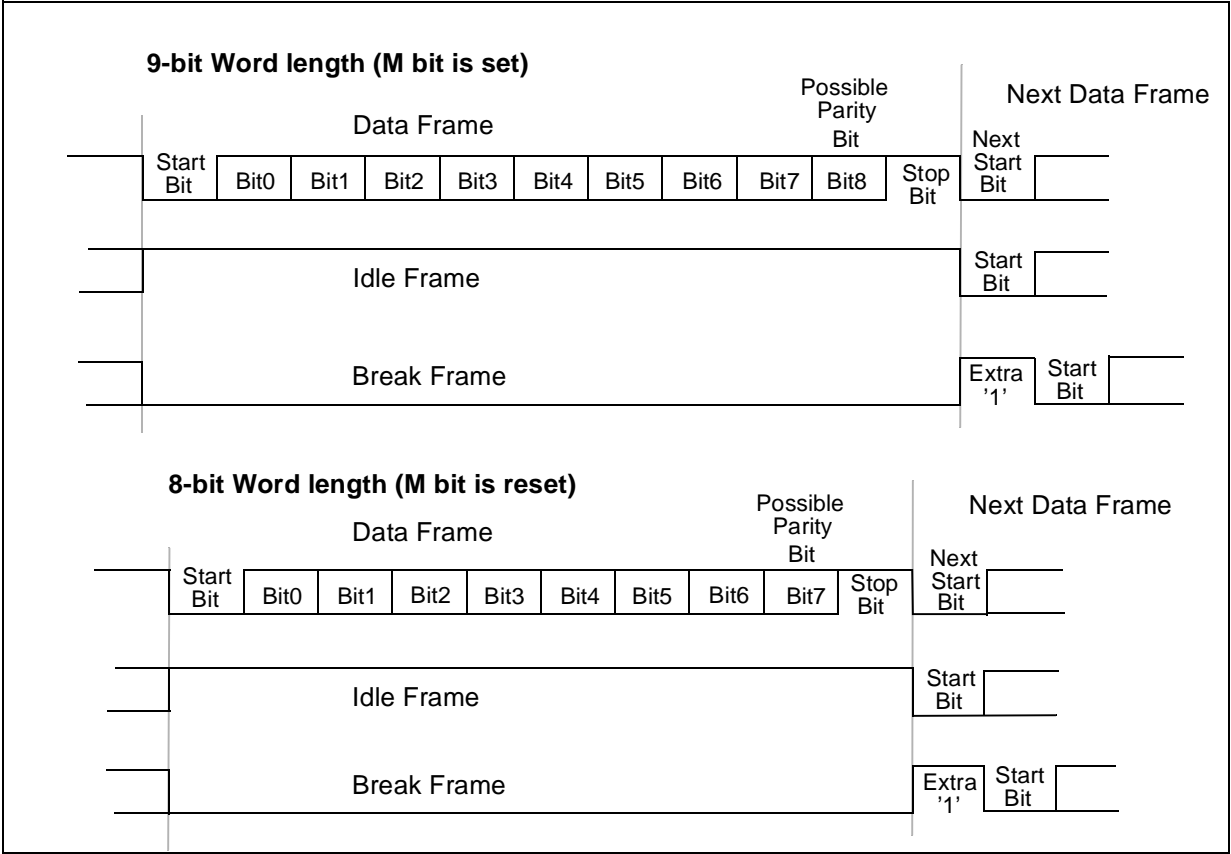 9-bit Word length (M bit is set)
Possible
Parity
Bit
Next Data Frame
Data Frame
Next
Start
Bit
Start
Bit
Bit0 Bit1 Bit2 Bit3 Bit4 Bit5 Bit6 Bit7 Bit8
Stop
Bit
Idle Frame
Start
Bit
Break Frame
Extra
'1'
Start
Bit
8-bit Word length (M bit is reset)
Possible
Parity
Bit
Next Data Frame
Data Frame
Next
Start
Bit
Start
Bit
Bit0 Bit1 Bit2 Bit3 Bit4 Bit5 Bit6 Bit7
Stop
Bit
Idle Frame
Start
Bit
Break Frame
Extra
'1'
Start
Bit